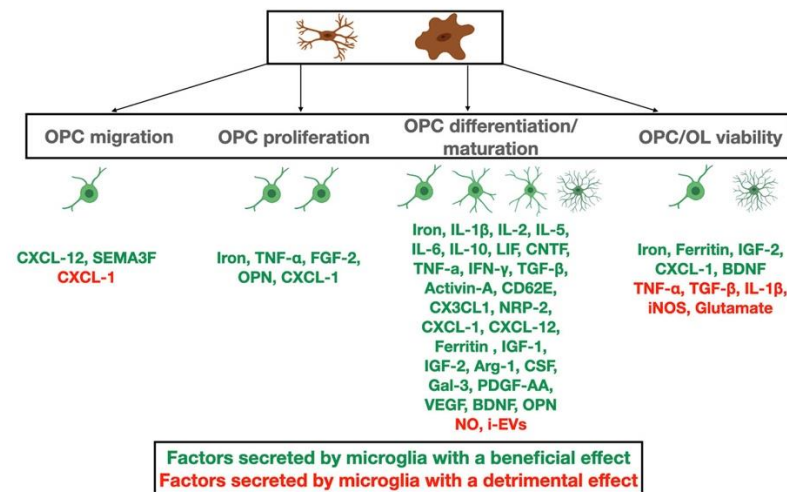 OPC migration
OPC proliferation
OPC differentiation/
maturation
OPC/OL viability
CXCL-12, SEMA3F
CXCL-1
Iron, TNF-α, FGF-2,
OPN, CXCL-1
Iron, IL-1β, IL-2, IL-5,
IL-6, IL-10, LIF, CNTF,
TNF-a, IFN-γ, TGF-β,
Activin-A, CD62E,
CX3CL1, NRP-2,
CXCL-1, CXCL-12,
Ferritin , IGF-1,
IGF-2, Arg-1, CSF,
Gal-3, PDGF-AA,
VEGF, BDNF, OPN
NO, i-EVs
Iron, Ferritin, IGF-2,
CXCL-1, BDNF
TNF-α, TGF-β, IL-1β,
iNOS, Glutamate
Factors secreted by microglia with a beneficial effect
Factors secreted by microglia with a detrimental effect